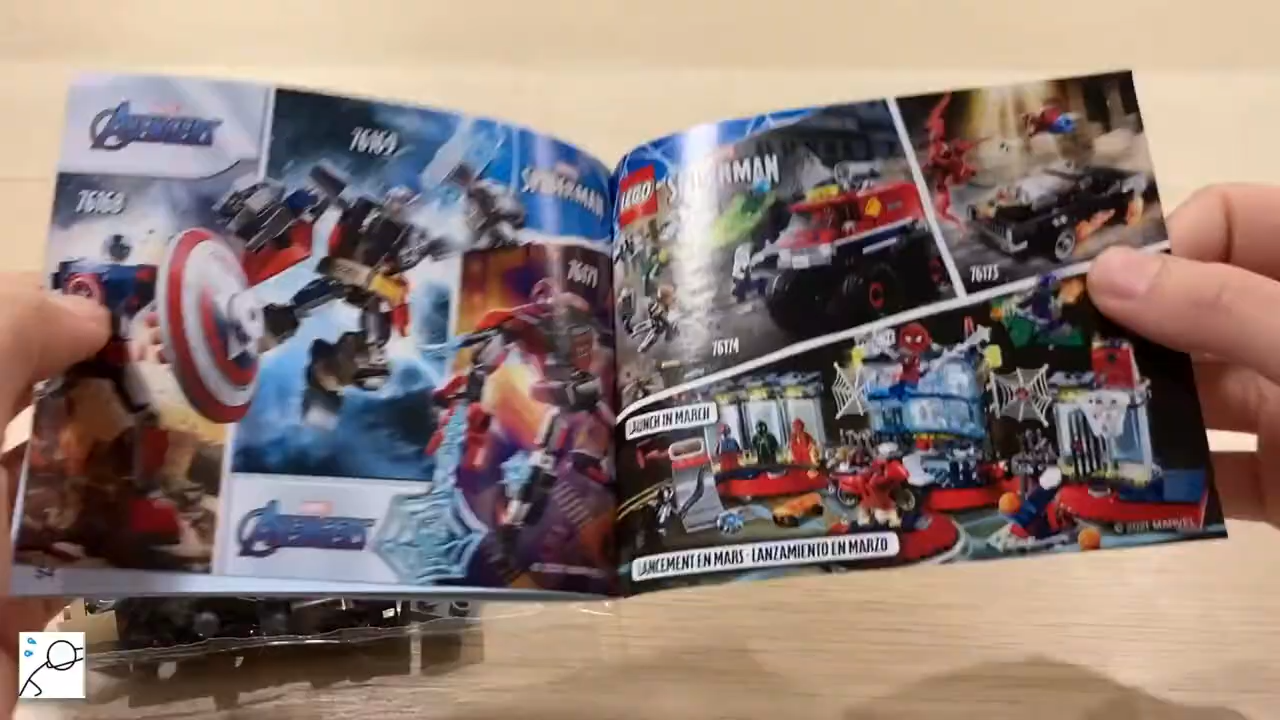 AVENGERS
76168
76169
SPIDER-MAN
76171
AVENGERS
LEGO
SPIDER-MAN
76174
76173
LAUNCH IN MARCH
LANCEMENT EN MARS · LANZAMIENTO EN MARZO
© 2021 MARVEL